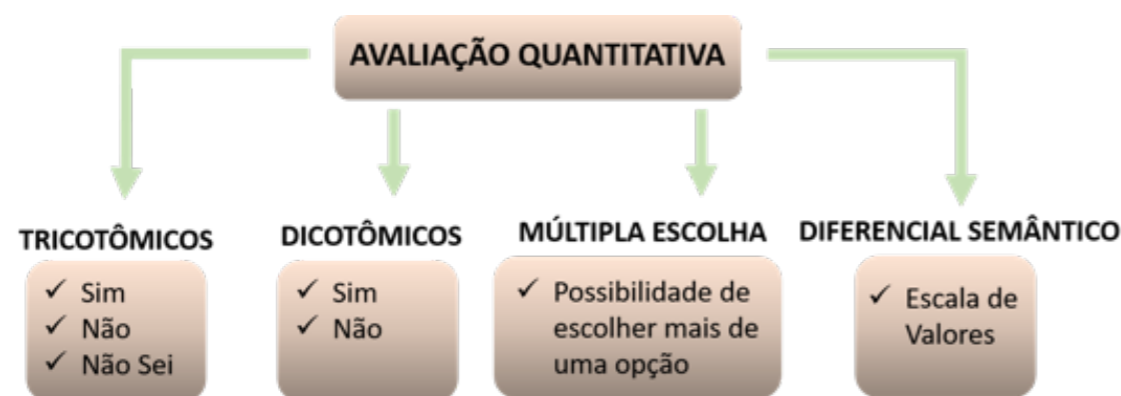 AVALIAÇÃO QUANTITATIVA
TRICOTÔMICOS
✓ Sim
✓ Não
✓ Não Sei
DICOTÔMICOS
✓ Sim
✓ Não
MÚLTIPLA ESCOLHA
✓ Possibilidade de
escolher mais de
uma opção
DIFERENCIAL SEMÂNTICO
✓ Escala de
Valores